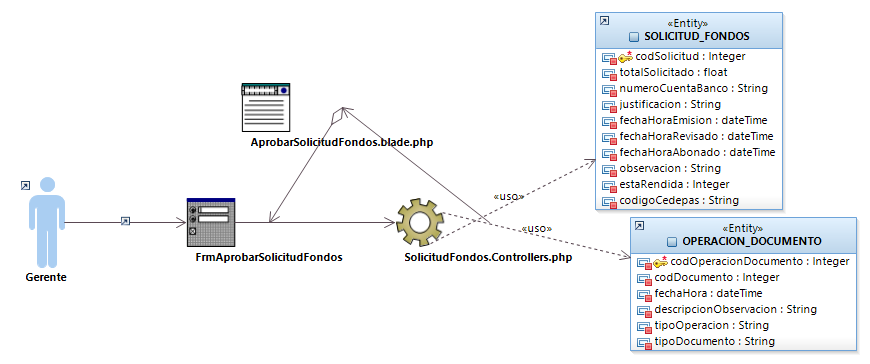 «Entity»
SOLICITUD_FONDOS
codSolicitud : Integer
totalSolicitado : float
numeroCuentaBanco : String
justificacion : String
fechaHoraEmision : dateTime
fechaHoraRevisado : dateTime
fechaHoraAbonado : dateTime
observacion : String
estaRendida : Integer
codigoCedepas : String
AprobarSolicitudFondos.blade.php
«uso»
«uso»
Gerente
FrmAprobarSolicitudFondos
SolicitudFondos.Controllers.php
«Entity»
OPERACION_DOCUMENTO
codOperacionDocumento : Integer
codDocumento : Integer
fechaHora : dateTime
descripcionObservacion : String
tipoOperacion : String
tipoDocumento : String